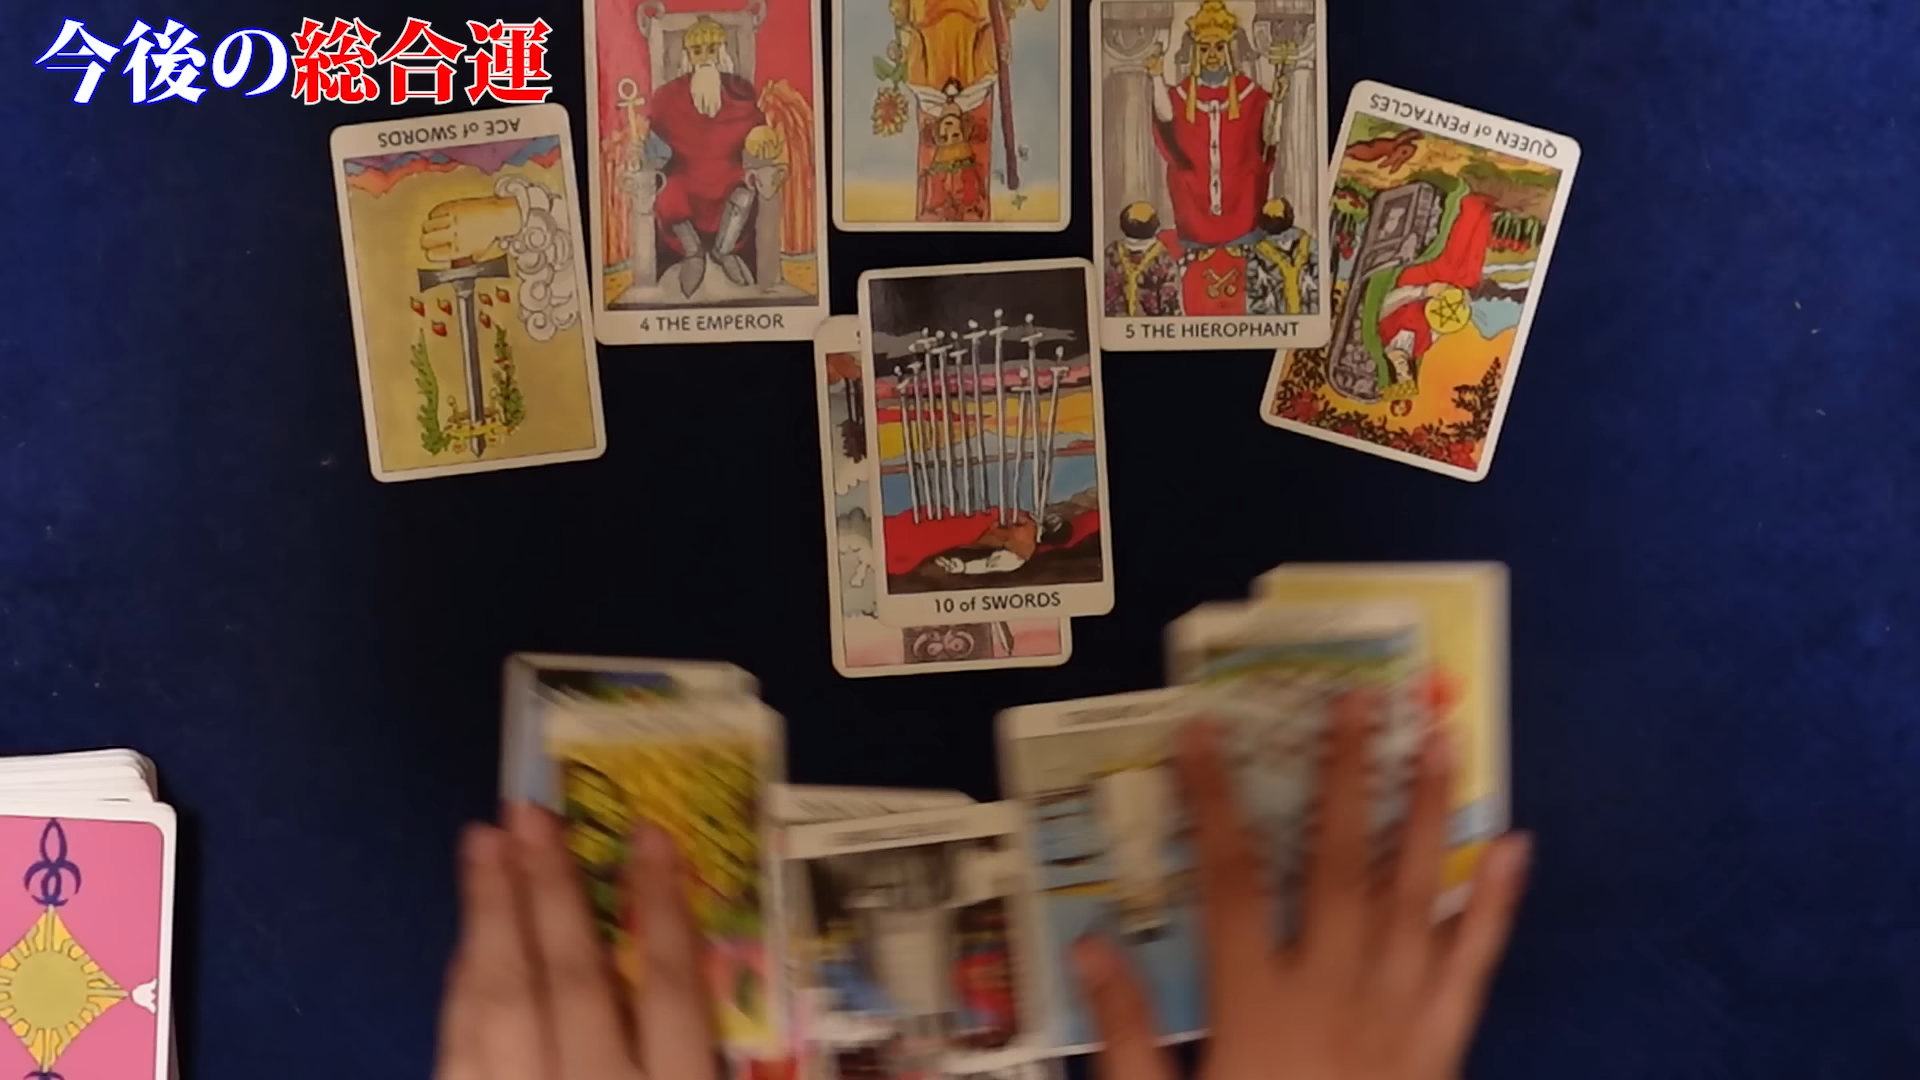 今後の総合運
ACE of SWORDS
4 THE EMPEROR
5 THE HIEROPHANT
QUEEN of PENTACLES
10 of SWORDS